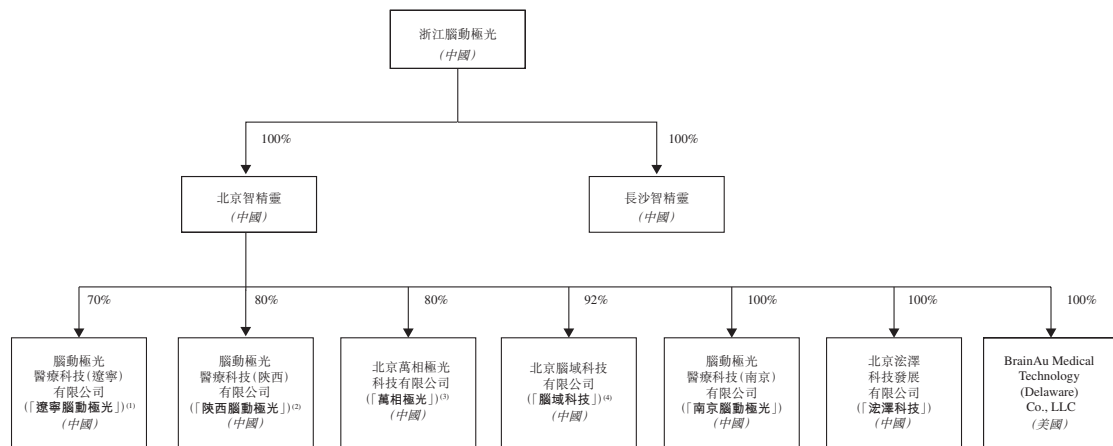 浙江腦動極光
(中國)
100%
100%
北京智精靈
(中國)
長沙智精靈
(中國)
70%
80%
80%
92%
100%
100%
100%
腦動極光
醫療科技(遼寧)
有限公司
(「遼寧腦動極光」)(1)
(中國)
腦動極光
醫療科技(陝西)
有限公司
(「陝西腦動極光」)(2)
(中國)
北京萬相極光
科技有限公司
(「萬相極光」)(3)
(中國)
北京腦域科技
有限公司
(「腦域科技」)(4)
(中國)
腦動極光
醫療科技(南京)
有限公司
(「南京腦動極光」)
(中國)
北京浤澤
科技發展
有限公司
(「浤澤科技」)
(中國)
BrainAu Medical
Technology
(Delaware)
Co., LLC
(美國)